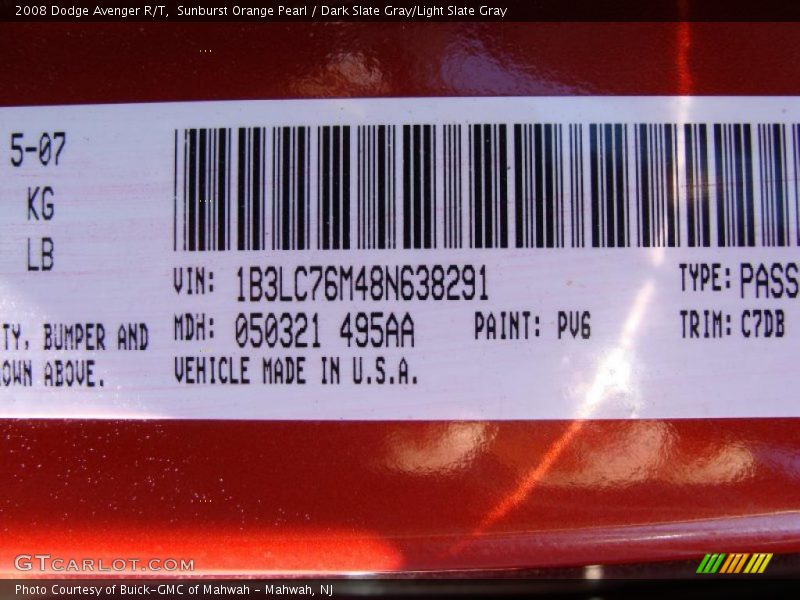 2008 Dodge Avenger R/T,  Sunburst Orange Pearl / Dark Slate Gray/Light Slate Gray
5-07
KG
LB
VIN: 1B3LC76M48N638291
TYPE: PASS
TY, BUMPER AND
MDH: 050321 495AA
PAINT: PV6
TRIM: C7DB
OWN ABOVE.
VEHICLE MADE IN U.S.A.
GTCARLOT.COM
Photo Courtesy of Buick-GMC of Mahwah - Mahwah, NJ